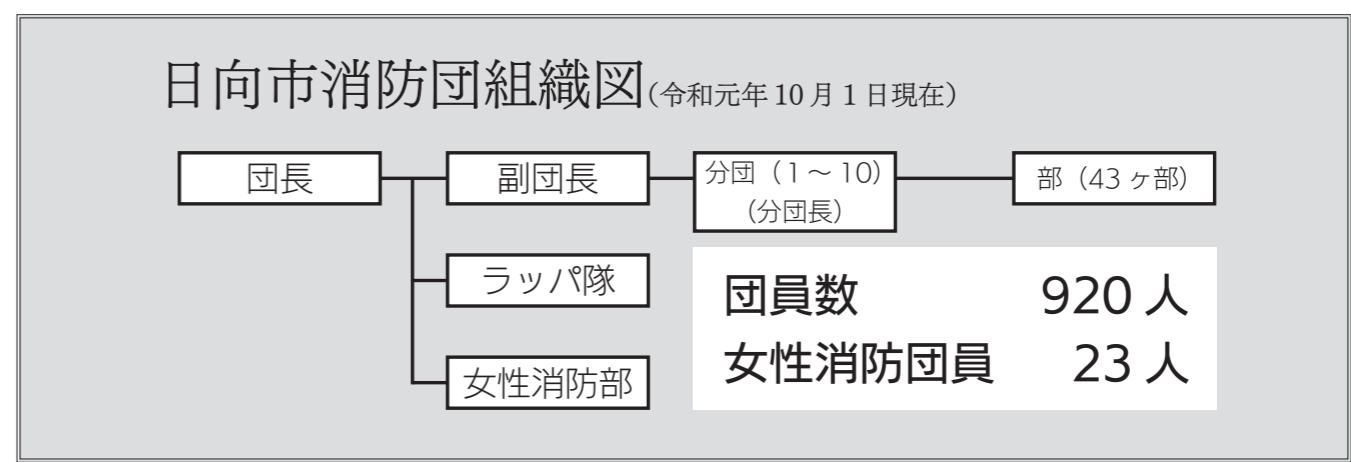 日向市消防団組織図(令和元年10月1日現在)
団長
副団長
分団(1～10)
(分団長)
部(43ヶ部)
ラッパ隊
女性消防部
団員数 920人
女性消防団員 23人